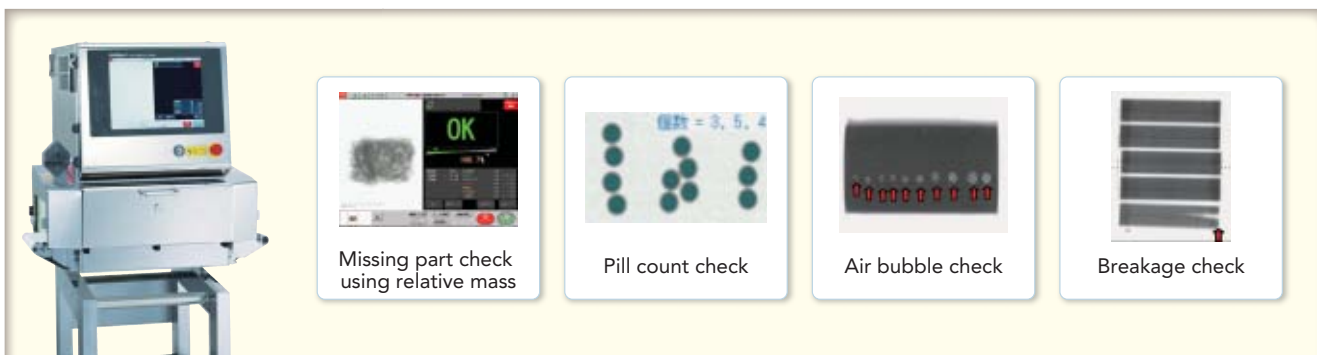 OK
個数 = 3, 5, 4
Missing part check
using relative mass
Pill count check
Air bubble check
Breakage check